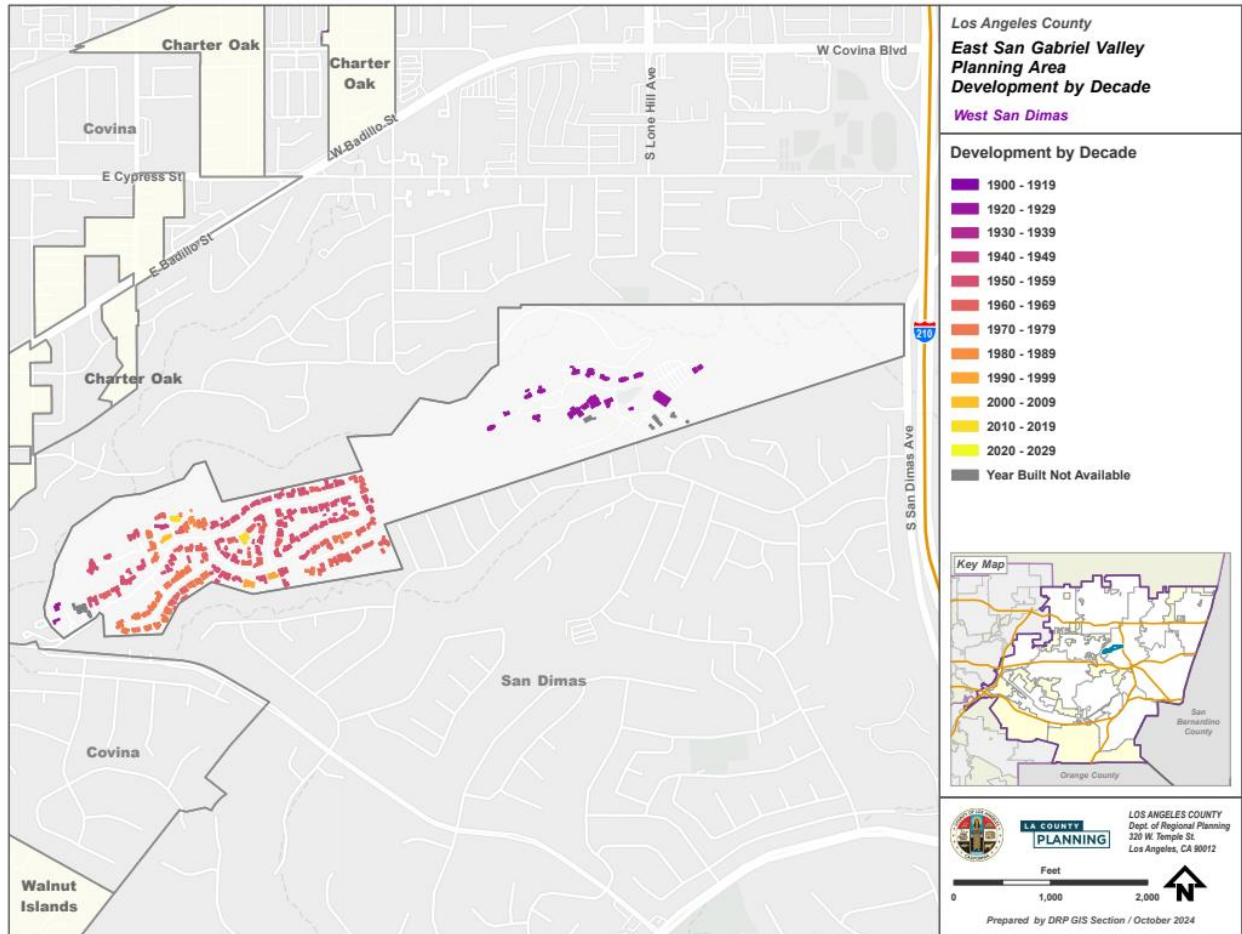 Charter Oak
Charter
Oak
W Covina Blvd
S Lone Hill Ave
Covina
W Badillo St
E Cypress St
E Badillo St
Charter Oak
210
S San Dimas Ave
San Dimas
Covina
Walnut
Islands
Los Angeles County
East San Gabriel Valley
Planning Area
Development by Decade
West San Dimas
Development by Decade
1900 - 1919
1920 - 1929
1930 - 1939
1940 - 1949
1950 - 1959
1960 - 1969
1970 - 1979
1980 - 1989
1990 - 1999
2000 - 2009
2010 - 2019
2020 - 2029
Year Built Not Available
Key Map
San
Bernardino
County
Orange County
LA COUNTY
PLANNING
LOS ANGELES COUNTY
Dept. of Regional Planning
320 W. Temple St.
Los Angeles, CA 90012
Feet
0 1,000 2,000
N
Prepared by DRP GIS Section / October 2024